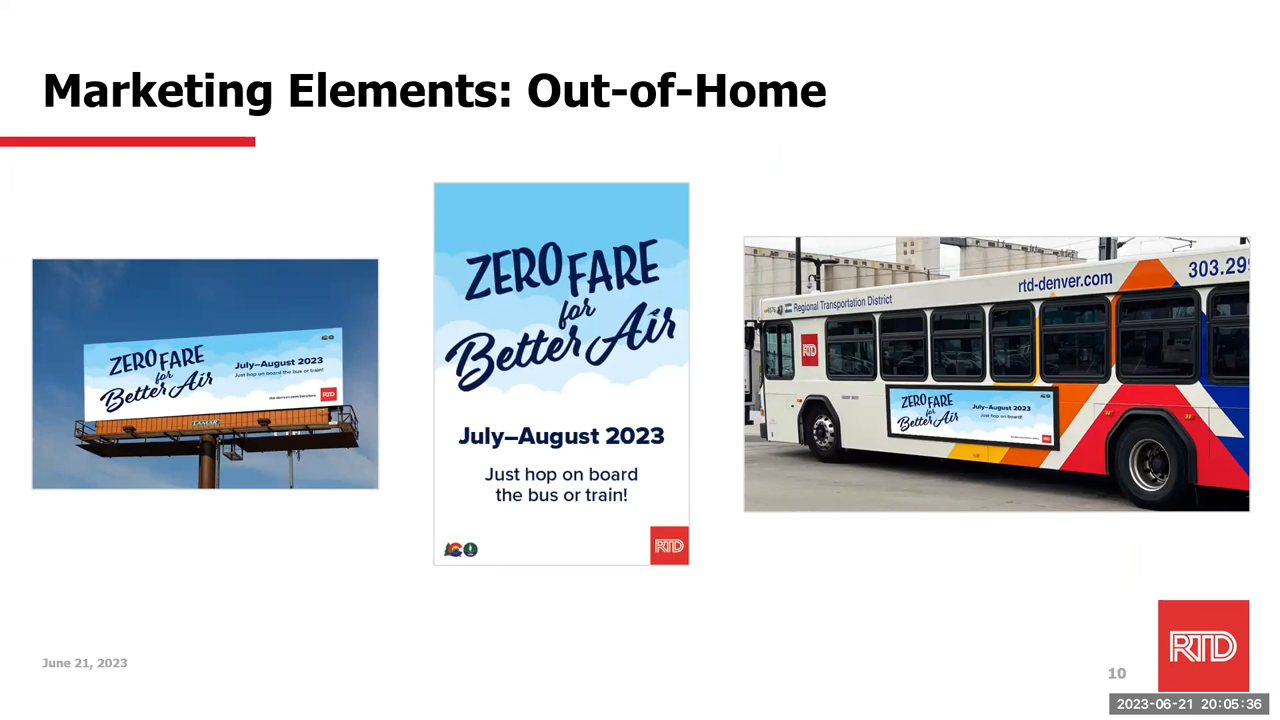 Marketing Elements: Out-of-Home
ZERO FARE
for
Better Air
July–August 2023
Just hop on board the bus or train!
RTD
LAMAR
ZERO FARE
for
Better Air
July–August 2023
Just hop on board
the bus or train!
RTD
Regional Transportation District
rtd-denver.com
303.29
RTD
ZERO FARE
for
Better Air
July–August 2023
Just hop on board!
June 21, 2023
10
RTD
2023-06-21 20:05:36